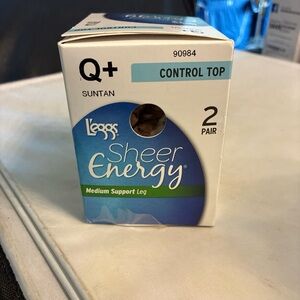 Q+
SUNTAN
90984
CONTROL TOP
2
PAIR
L'eggs
Sheer
Energy®
Medium Support Leg